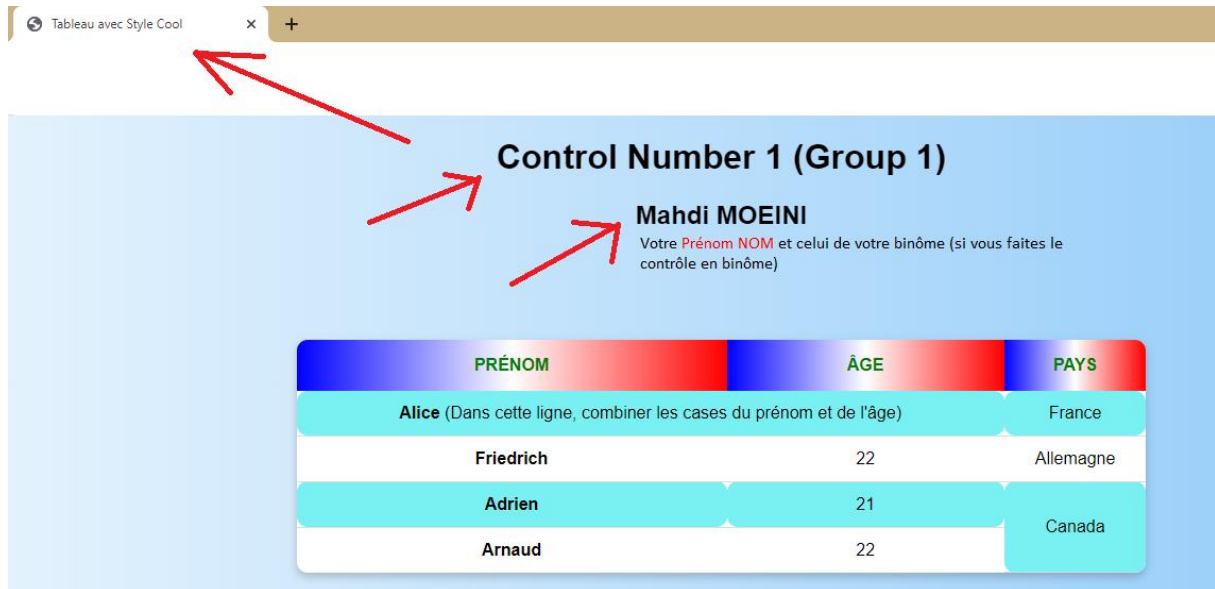 Tableau avec Style Cool
Control Number 1 (Group 1)
Mahdi MOEINI
Votre Prénom NOM et celui de votre binôme (si vous faites le
contrôle en binôme)
PRÉNOM ÂGE PAYS
Alice (Dans cette ligne, combiner les cases du prénom et de l'âge) France
Friedrich 22 Allemagne
Adrien 21
Canada
Arnaud 22